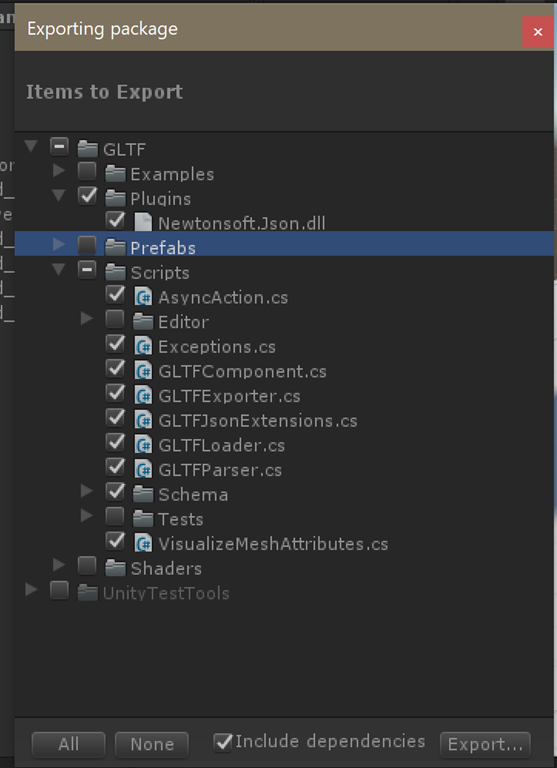 Exporting package
Items to Export
GLTF
Examples
Plugins
Newtonsoft.Json.dll
Prefabs
Scripts
AsyncAction.cs
Editor
Exceptions.cs
GLTFComponent.cs
GLTFExporter.cs
GLTFJsonExtensions.cs
GLTFLoader.cs
GLTFParser.cs
Schema
Tests
VisualizeMeshAttributes.cs
Shaders
UnityTestTools
All None Include dependencies Export...